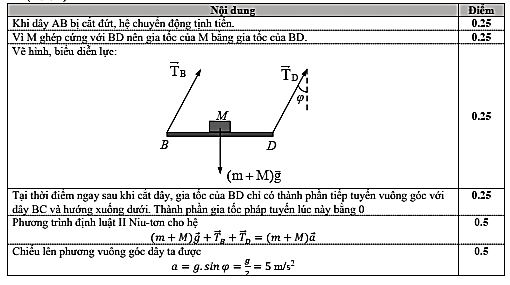 Nội dung Điểm
Khi dây AB bị cắt đứt, hệ chuyển động tịnh tiến. 0.25
Vì M ghép cứng với BD nên gia tốc của M bằng gia tốc của BD. 0.25
Vẽ hình, biểu diễn lực:
T⃗_B T⃗_D
φ
M
0.25
B D
(m + M)g⃗
Tại thời điểm ngay sau khi cắt dây, gia tốc của BD chỉ có thành phần tiếp tuyến vuông góc với 0.25
dây BC và hướng xuống dưới. Thành phần gia tốc pháp tuyến lúc này bằng 0
Phương trình định luật II Niu-tơn cho hệ 0.5
(m + M)g⃗ + T⃗_B + T⃗_D = (m + M)a⃗
Chiếu lên phương vuông góc dây ta được 0.5
a = g. sin φ = g/2 = 5 m/s²